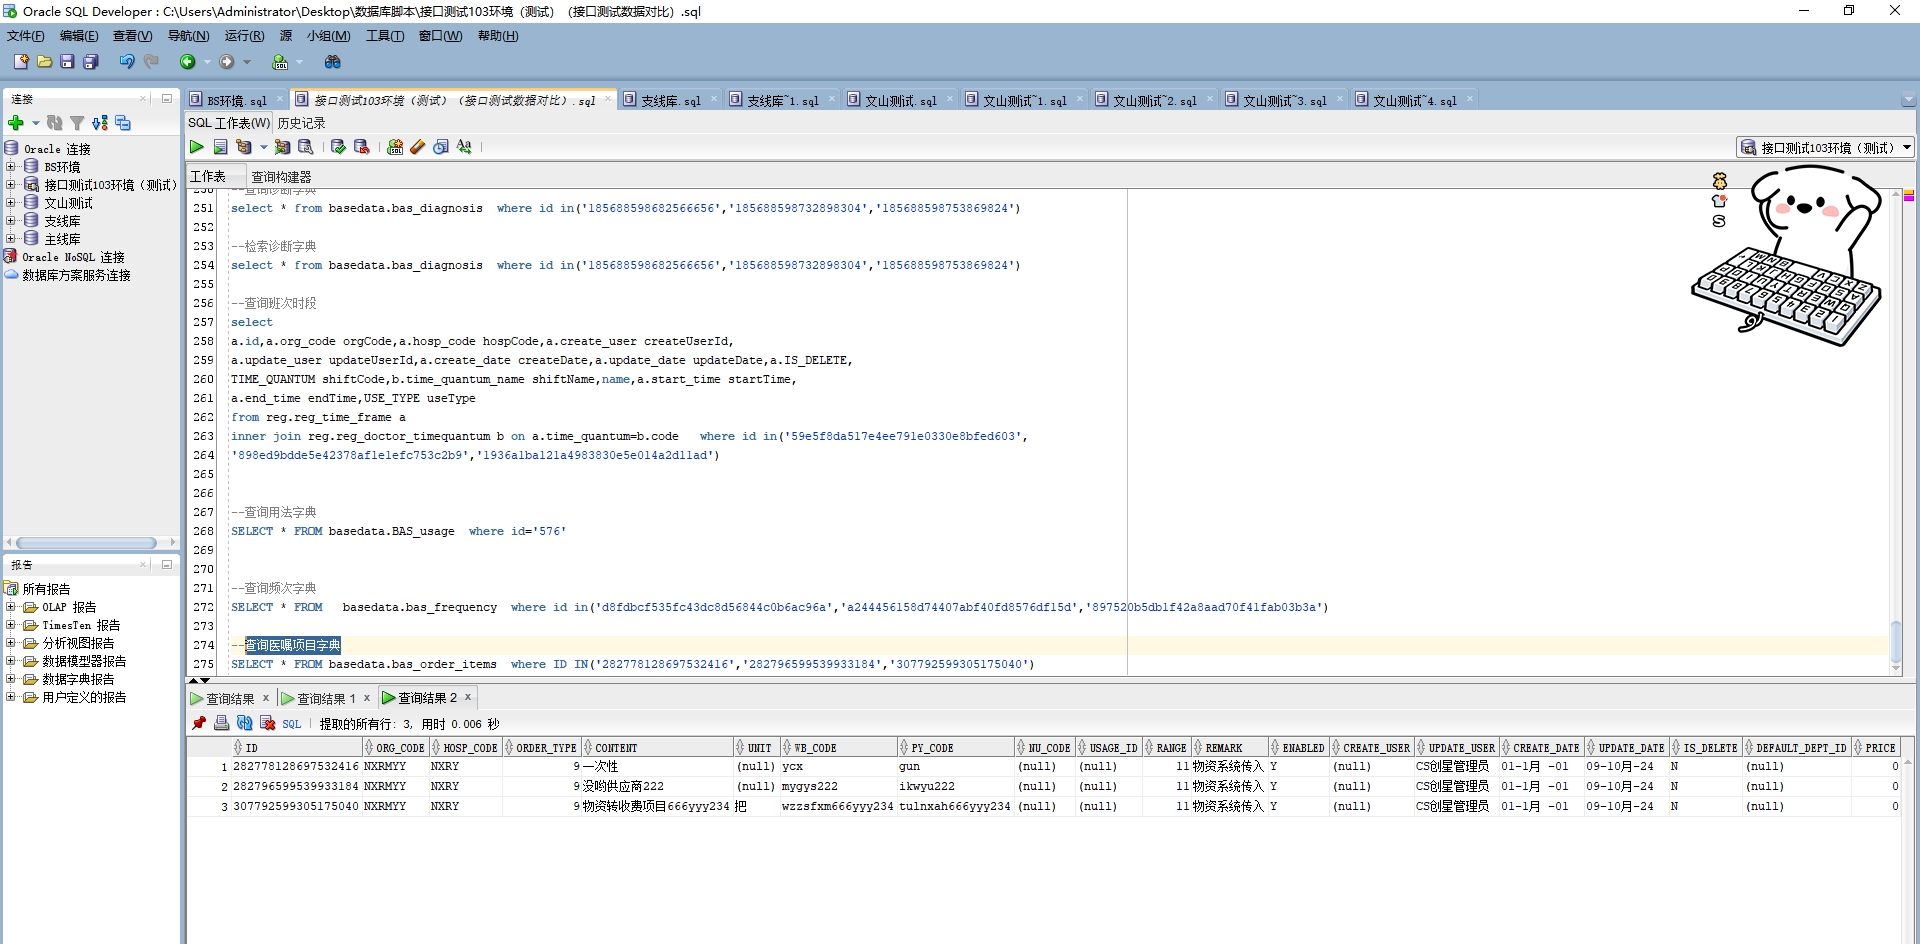 Oracle SQL Developer : C:\Users\Administrator\Desktop\数据库脚本\接口测试103环境（测试）（接口测试数据对比）.sql
文件(F) 编辑(E) 查看(V) 导航(N) 运行(R) 源 小组(M) 工具(T) 窗口(W) 帮助(H)
连接
Oracle 连接
BS环境
接口测试103环境（测试）
文山测试
支线库
主线库
Oracle NoSQL 连接
数据库方案服务连接
报告
所有报告
OLAP 报告
TimesTen 报告
分析视图报告
数据模型器报告
数据字典报告
用户定义的报告
BS环境.sql 接口测试103环境（测试）（接口测试数据对比）.sql 支线库.sql 支线库~1.sql 文山测试.sql 文山测试~1.sql 文山测试~2.sql 文山测试~3.sql 文山测试~4.sql
SQL 工作表(W) 历史记录
接口测试103环境（测试）
工作表 查询构建器
250 --查询诊断字典
251 select * from basedata.bas_diagnosis  where id in('185688598682566656','185688598732898304','185688598753869824')
252
253 --检索诊断字典
254 select * from basedata.bas_diagnosis  where id in('185688598682566656','185688598732898304','185688598753869824')
255
256 --查询班次时段
257 select
258 a.id,a.org_code orgCode,a.hosp_code hospCode,a.create_user createUserId,
259 a.update_user updateUserId,a.create_date createDate,a.update_date updateDate,a.IS_DELETE,
260 TIME_QUANTUM shiftCode,b.time_quantum_name shiftName,name,a.start_time startTime,
261 a.end_time endTime,USE_TYPE useType
262 from reg.reg_time_frame a
263 inner join reg.reg_doctor_timequantum b on a.time_quantum=b.code   where id in('59e5f8da517e4ee791e0330e8bfed603',
264 '898ed9bdde5e42378af1e1efc753c2b9','1936a1ba121a4983830e5e014a2d11ad')
265
266
267 --查询用法字典
268 SELECT * FROM basedata.BAS_usage  where id='576'
269
270
271 --查询频次字典
272 SELECT * FROM   basedata.bas_frequency  where id in('d8fdbcf535fc43dc8d56844c0b6ac96a','a244456158d74407abf40fd8576df15d','897520b5db1f42a8aad70f41fab03b3a')
273
274 --查询医嘱项目字典
275 SELECT * FROM basedata.bas_order_items  where ID IN('282778128697532416','282796599539933184','307792599305175040')
查询结果 × 查询结果 1 × 查询结果 2 ×
SQL 提取的所有行: 3, 用时 0.006 秒
ID ORG_CODE HOSP_CODE ORDER_TYPE CONTENT UNIT WB_CODE PY_CODE NU_CODE USAGE_ID RANGE REMARK ENABLED CREATE_USER UPDATE_USER CREATE_DATE UPDATE_DATE IS_DELETE DEFAULT_DEPT_ID PRICE
1 282778128697532416 NXRMYY NXRY 9 一次性 (null) ycx gun (null) (null) 11 物资系统传入 Y (null) CS创星管理员 01-1月 -01 09-10月-24 N (null) 0
2 282796599539933184 NXRMYY NXRY 9 没哟供应商222 (null) mygys222 ikwyu222 (null) (null) 11 物资系统传入 Y (null) CS创星管理员 01-1月 -01 09-10月-24 N (null) 0
3 307792599305175040 NXRMYY NXRY 9 物资转收费项目666yyy234 把 wzzsfxm666yyy234 tulnxah666yyy234 (null) (null) 11 物资系统传入 Y (null) CS创星管理员 01-1月 -01 09-10月-24 N (null) 0